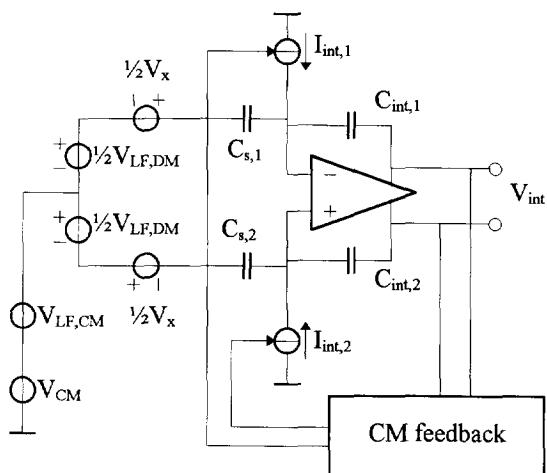 I_int,1
½V_x
− +
C_int,1
C_s,1
+
−
½V_LF,DM
−
+
V_int
+
−
½V_LF,DM
C_s,2
C_int,2
+ −
½V_x
I_int,2
V_LF,CM
V_CM
CM feedback